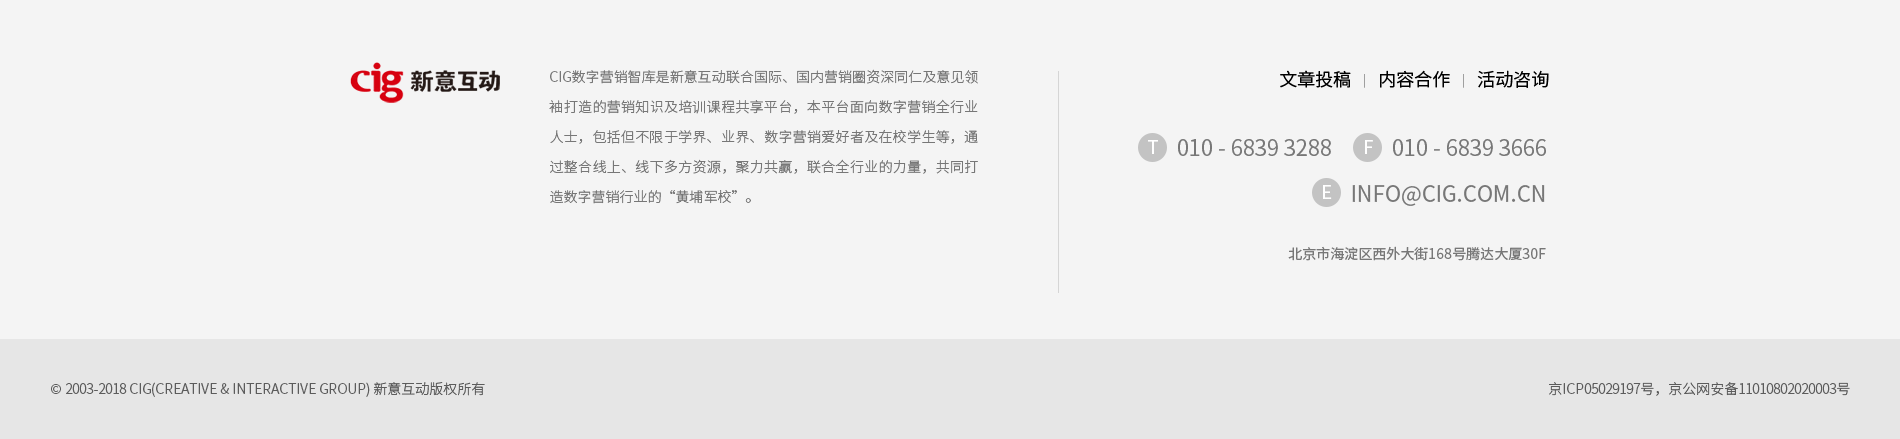 cig 新意互动
CIG数字营销智库是新意互动联合国际、国内营销圈资深同仁及意见领
袖打造的营销知识及培训课程共享平台，本平台面向数字营销全行业
人士，包括但不限于学界、业界、数字营销爱好者及在校学生等，通
过整合线上、线下多方资源，聚力共赢，联合全行业的力量，共同打
造数字营销行业的“黄埔军校”。
文章投稿 | 内容合作 | 活动咨询
T 010 - 6839 3288 F 010 - 6839 3666
E INFO@CIG.COM.CN
北京市海淀区西外大街168号腾达大厦30F
© 2003-2018 CIG(CREATIVE & INTERACTIVE GROUP) 新意互动版权所有
京ICP05029197号，京公网安备11010802020003号